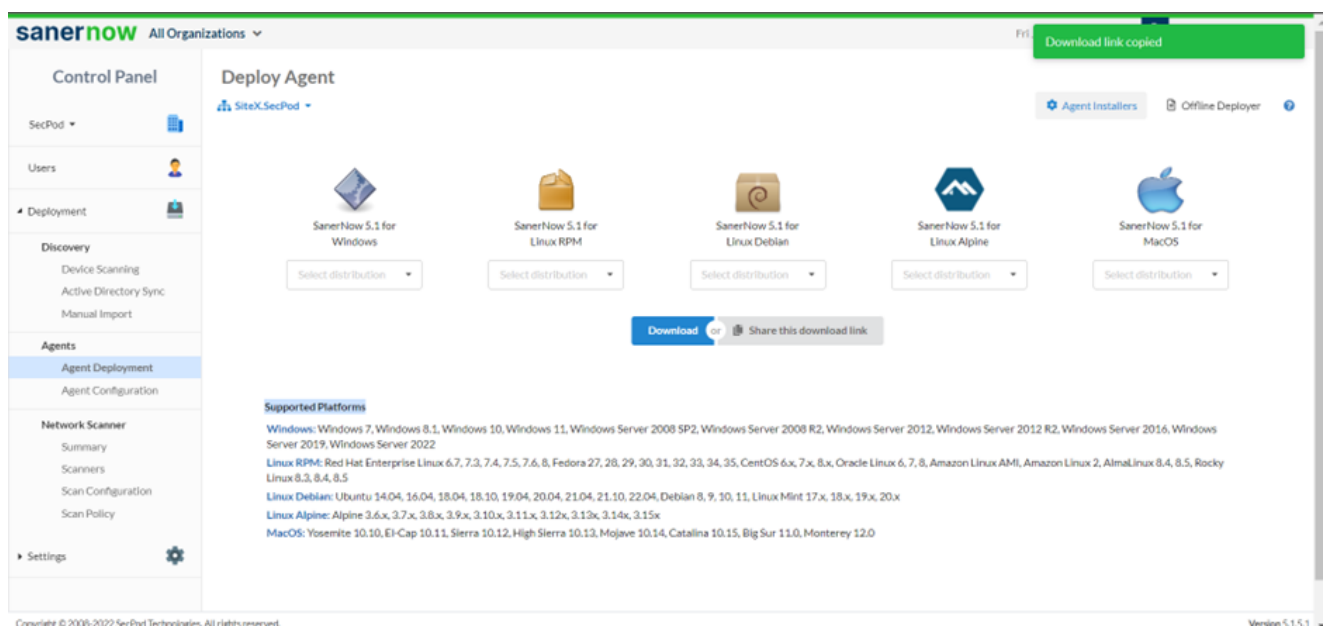 sanernow All Organizations
Fri
Download link copied
Control Panel
SecPod
Users
Deployment
Discovery
Device Scanning
Active Directory Sync
Manual Import
Agents
Agent Deployment
Agent Configuration
Network Scanner
Summary
Scanners
Scan Configuration
Scan Policy
Settings
Deploy Agent
SiteX.SecPod
Agent Installers
Offline Deployer
?
SanerNow 5.1 for
Windows
Select distribution
SanerNow 5.1 for
Linux RPM
Select distribution
SanerNow 5.1 for
Linux Debian
Select distribution
SanerNow 5.1 for
Linux Alpine
Select distribution
SanerNow 5.1 for
MacOS
Select distribution
Download or Share this download link
Supported Platforms
Windows: Windows 7, Windows 8.1, Windows 10, Windows 11, Windows Server 2008 SP2, Windows Server 2008 R2, Windows Server 2012, Windows Server 2012 R2, Windows Server 2016, Windows
Server 2019, Windows Server 2022
Linux RPM: Red Hat Enterprise Linux 6.7, 7.3, 7.4, 7.5, 7.6, 8, Fedora 27, 28, 29, 30, 31, 32, 33, 34, 35, CentOS 6.x, 7.x, 8.x, Oracle Linux 6, 7, 8, Amazon Linux AMI, Amazon Linux 2, AlmaLinux 8.4, 8.5, Rocky
Linux 8.3, 8.4, 8.5
Linux Debian: Ubuntu 14.04, 16.04, 18.04, 18.10, 19.04, 20.04, 21.04, 21.10, 22.04, Debian 8, 9, 10, 11, Linux Mint 17.x, 18.x, 19.x, 20.x
Linux Alpine: Alpine 3.6.x, 3.7.x, 3.8.x, 3.9.x, 3.10.x, 3.11.x, 3.12x, 3.13x, 3.14x, 3.15x
MacOS: Yosemite 10.10, El-Cap 10.11, Sierra 10.12, High Sierra 10.13, Mojave 10.14, Catalina 10.15, Big Sur 11.0, Monterey 12.0
Copyright © 2008-2022 SecPod Technologies. All rights reserved.
Version 5.1.5.1